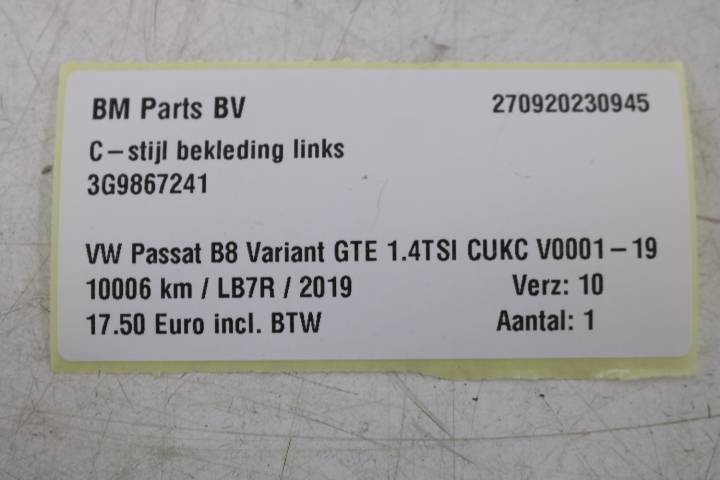 BM Parts BV 270920230945
C-stijl bekleding links
3G9867241
VW Passat B8 Variant GTE 1.4TSI CUKC V0001-19
10006 km / LB7R / 2019 Verz: 10
17.50 Euro incl. BTW Aantal: 1